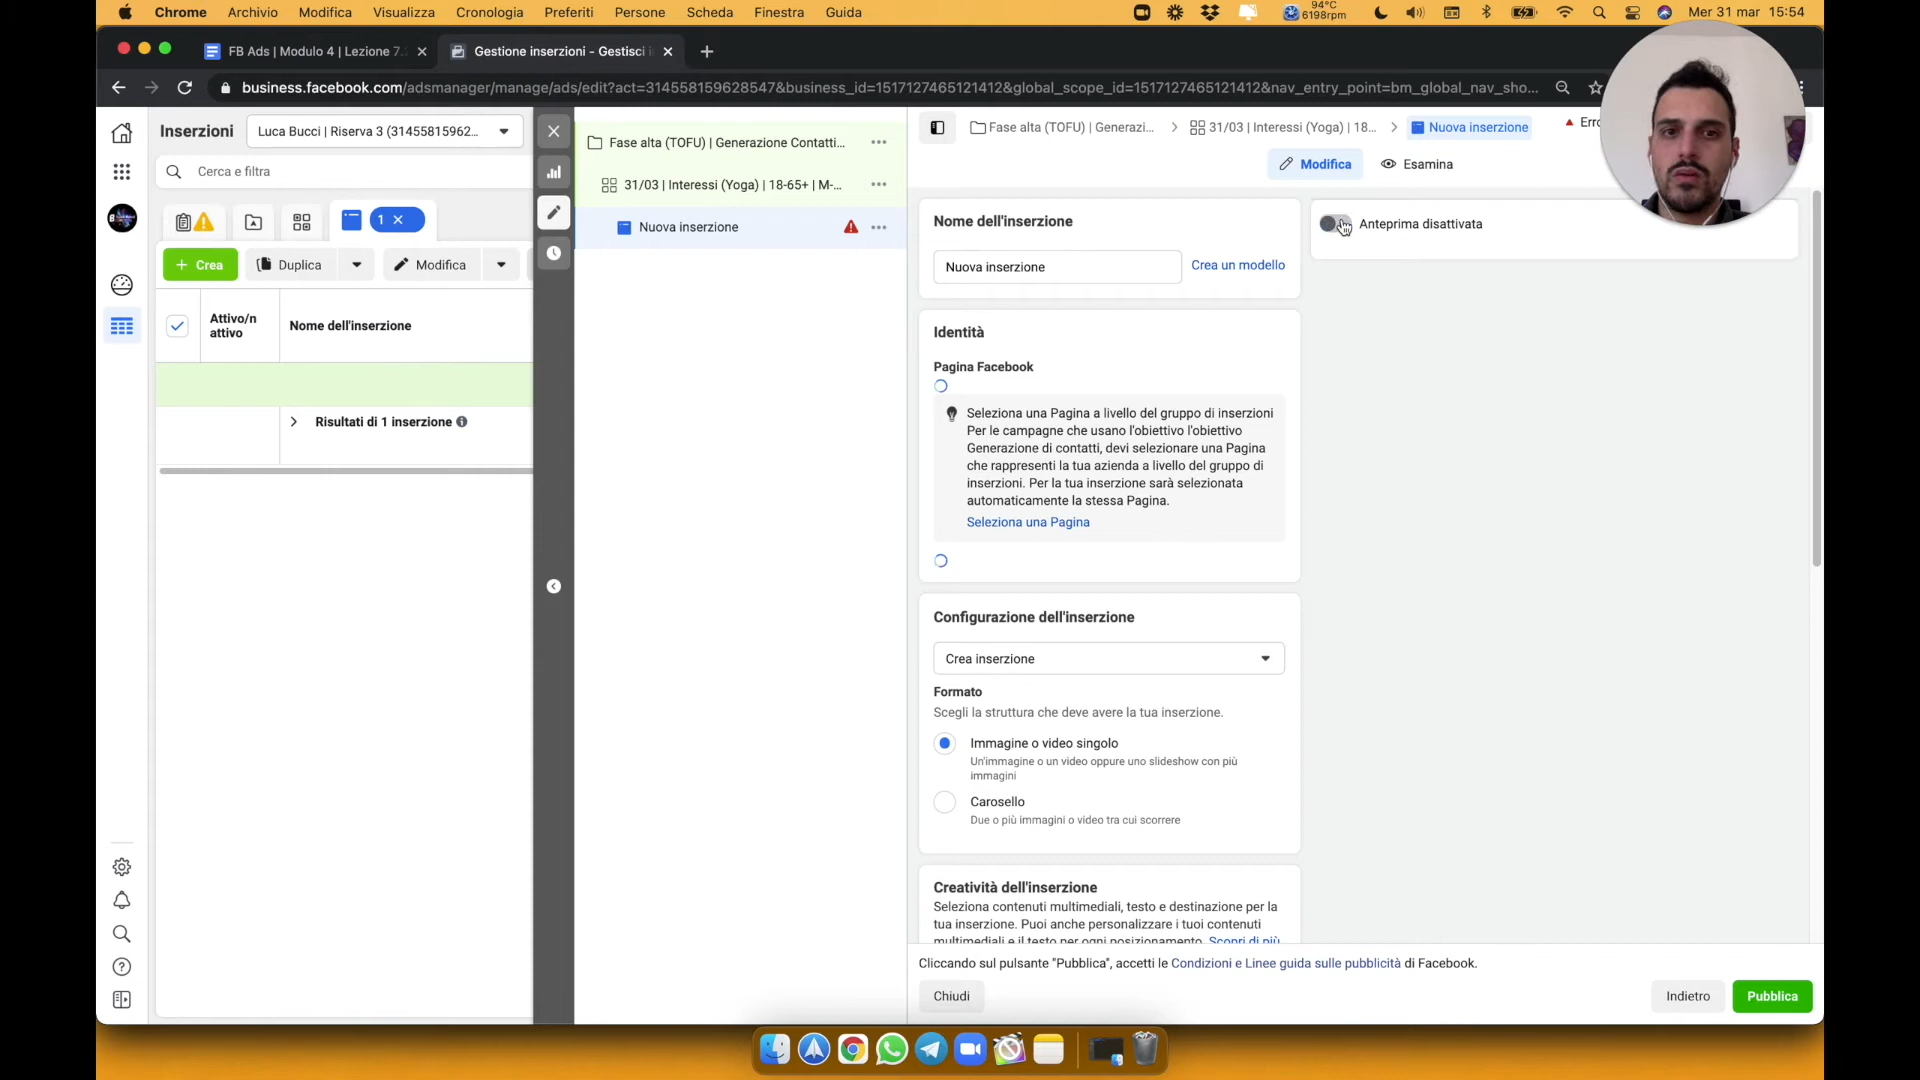 Chrome Archivio Modifica Visualizza Cronologia Preferiti Persone Scheda Finestra Guida
94°C
6198rpm
Mer 31 mar 15:54
FB Ads | Modulo 4 | Lezione 7.
Gestione inserzioni - Gestisci i
business.facebook.com/adsmanager/manage/ads/edit?act=314558159628547&business_id=1517127465121412&global_scope_id=1517127465121412&nav_entry_point=bm_global_nav_sho...
Inserzioni
Luca Bucci | Riserva 3 (31455815962...
Cerca e filtra
1
Crea
Duplica
Modifica
Attivo/n
attivo
Nome dell'inserzione
Risultati di 1 inserzione
Fase alta (TOFU) | Generazione Contatti...
31/03 | Interessi (Yoga) | 18-65+ | M-...
Nuova inserzione
Fase alta (TOFU) | Generazi...
31/03 | Interessi (Yoga) | 18...
Nuova inserzione
Modifica
Esamina
Nome dell'inserzione
Nuova inserzione
Crea un modello
Identità
Pagina Facebook
Seleziona una Pagina a livello del gruppo di inserzioni
Per le campagne che usano l'obiettivo l'obiettivo
Generazione di contatti, devi selezionare una Pagina
che rappresenti la tua azienda a livello del gruppo di
inserzioni. Per la tua inserzione sarà selezionata
automaticamente la stessa Pagina.
Seleziona una Pagina
Configurazione dell'inserzione
Crea inserzione
Formato
Scegli la struttura che deve avere la tua inserzione.
Immagine o video singolo
Un'immagine o un video oppure uno slideshow con più
immagini
Carosello
Due o più immagini o video tra cui scorrere
Creatività dell'inserzione
Seleziona contenuti multimediali, testo e destinazione per la
tua inserzione. Puoi anche personalizzare i tuoi contenuti
multimediali e il testo per ogni posizionamento. Scopri di più
Anteprima disattivata
Cliccando sul pulsante "Pubblica", accetti le Condizioni e Linee guida sulle pubblicità di Facebook.
Chiudi
Indietro
Pubblica